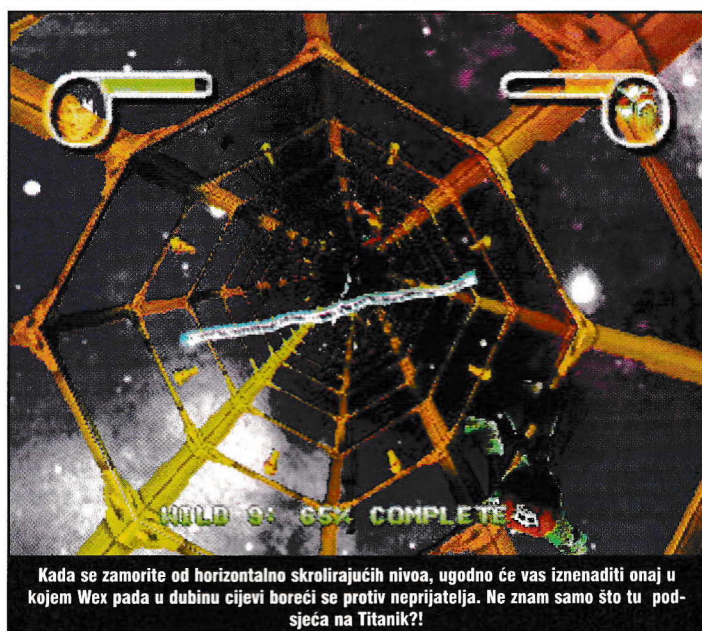 WILD 9: 65% COMPLETE
Kada se zamorite od horizontalno skrolirajućih nivoa, ugodno će vas iznenaditi onaj u
kojem Wex pada u dubinu cijevi boreći se protiv neprijatelja. Ne znam samo što tu pod-
sjeća na Titanik?!